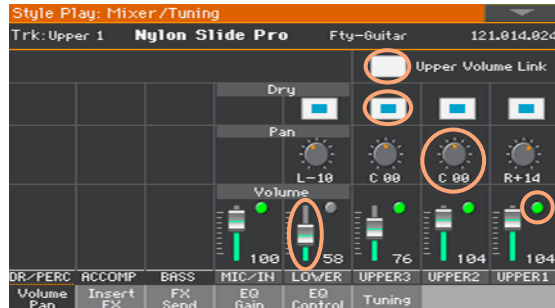 Style Play: Mixer/Tuning
Trk: Upper 1 Nylon Slide Pro Fty-Guitar 121.014.024
Upper Volume Link
Dry
Pan
L-10 C 00 C 00 R+14
Volume
100 58 76 104 104
DR/PERC ACCOMP BASS MIC/IN LOWER UPPER3 UPPER2 UPPER1
Volume Pan Insert FX FX Send EQ Gain EQ Control Tuning